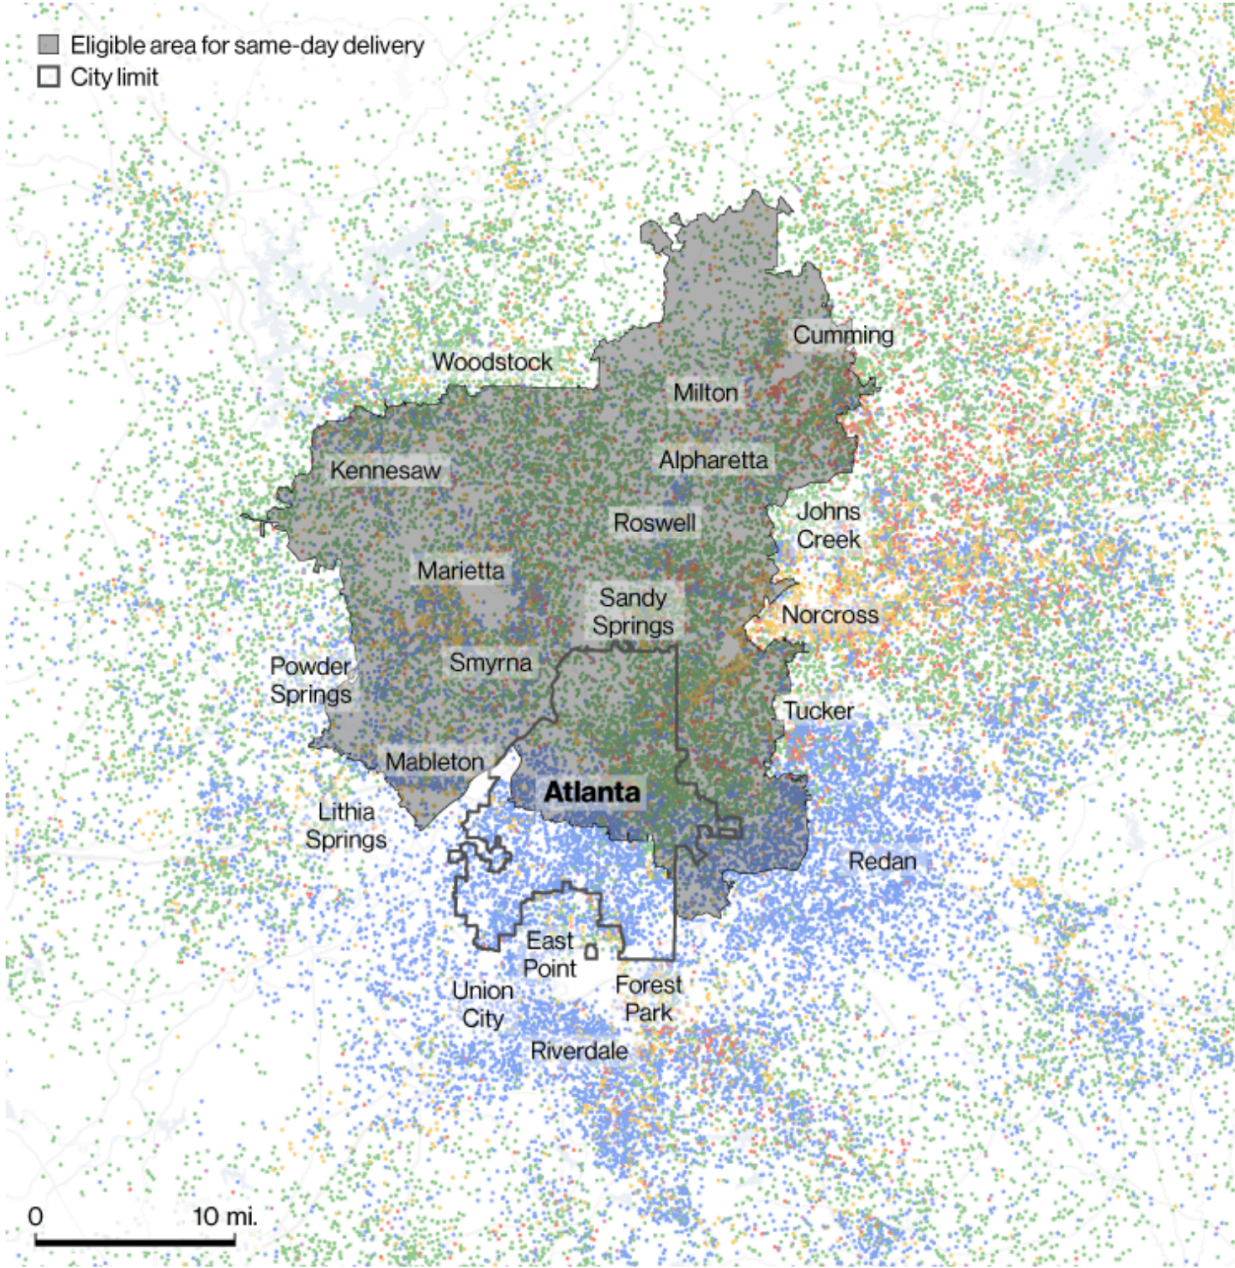 Eligible area for same-day delivery
City limit
Cumming
Woodstock
Milton
Alpharetta
Kennesaw
Johns
Creek
Roswell
Marietta
Sandy
Springs
Norcross
Smyrna
Powder
Springs
Tucker
Mableton
Atlanta
Lithia
Springs
Redan
East
Point
Union
City
Forest
Park
Riverdale
0 10 mi.